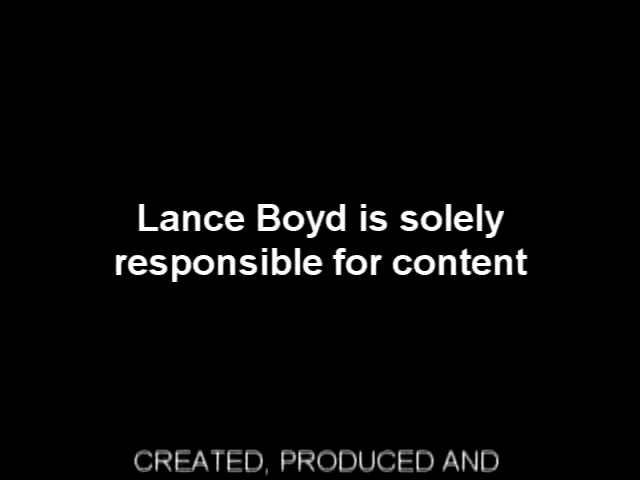 Lance Boyd is solely
responsible for content
CREATED, PRODUCED AND